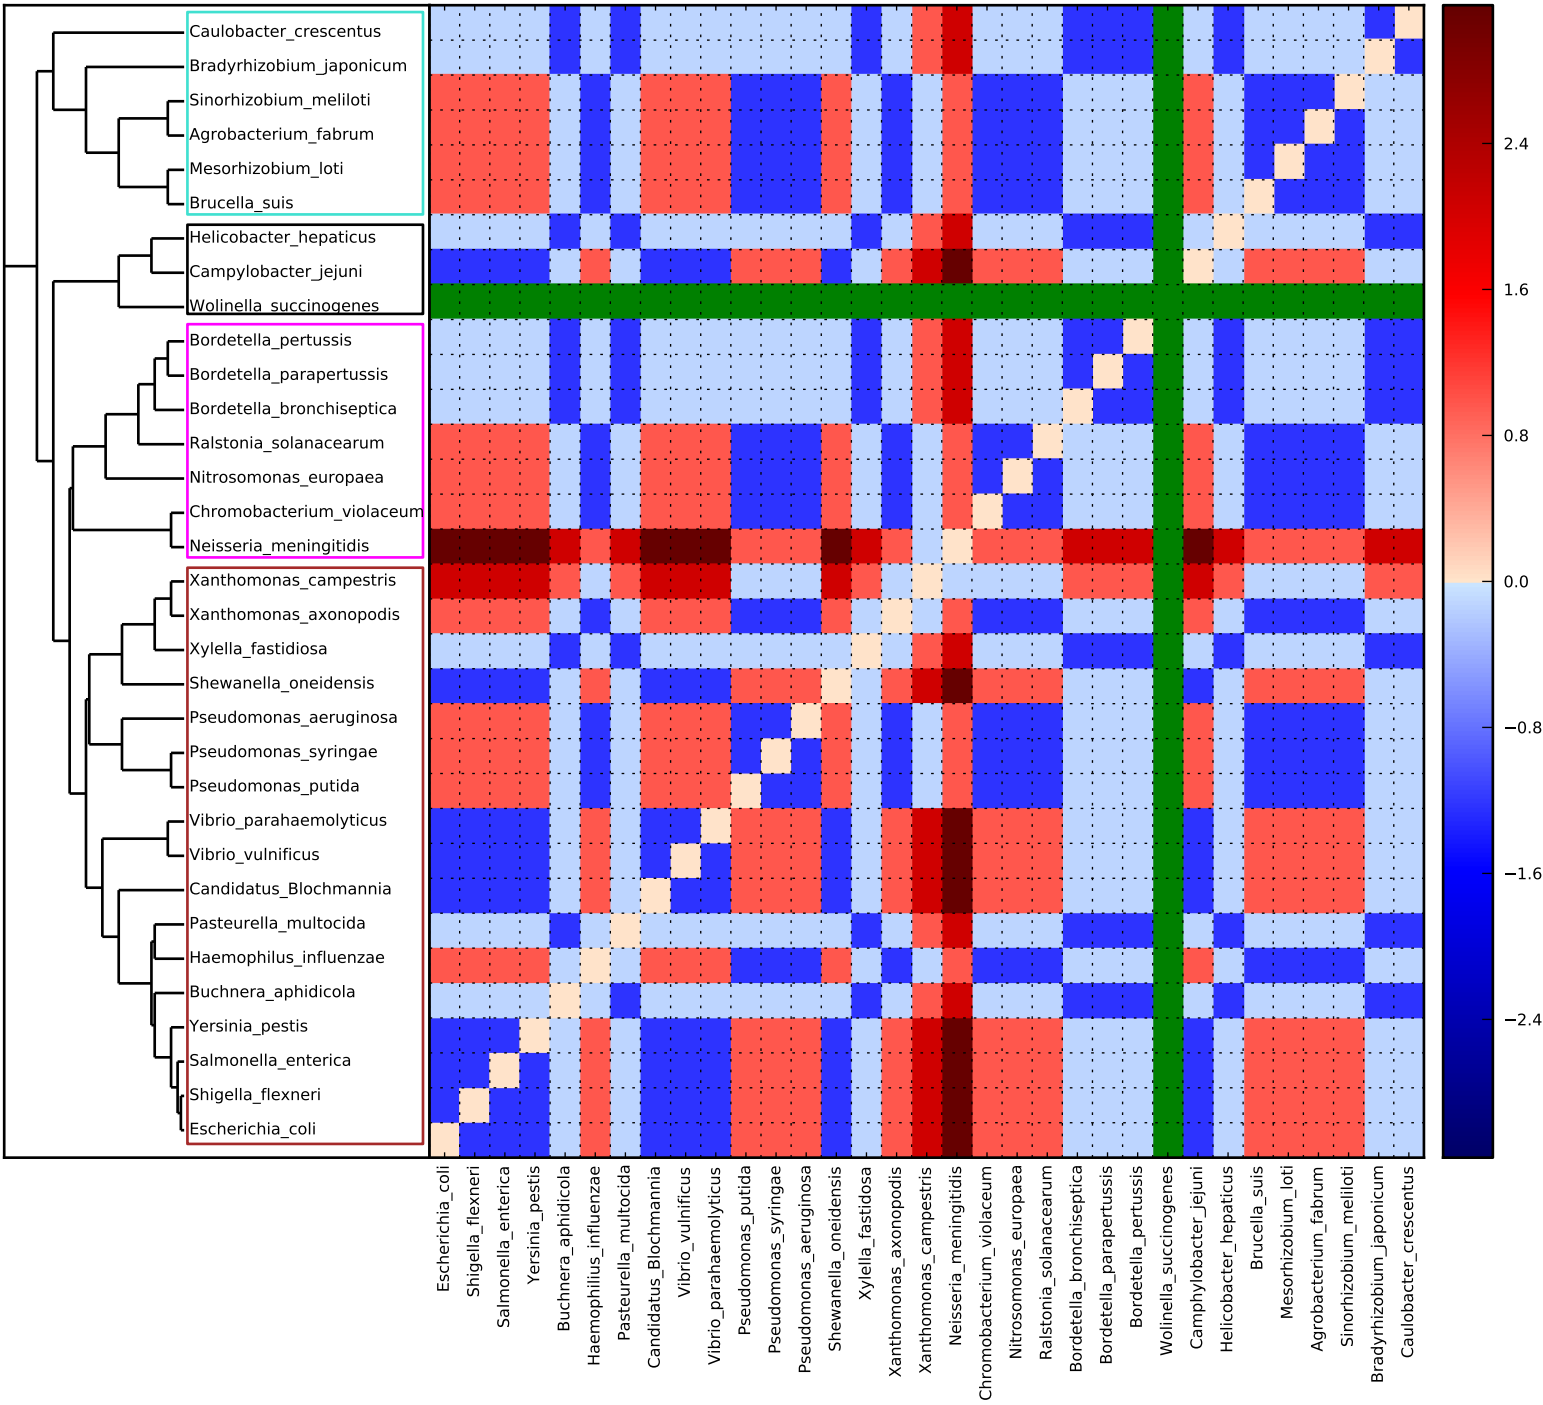 Caulobacter_crescentus
Bradyrhizobium_japonicum
Sinorhizobium_meliloti
Agrobacterium_fabrum
Mesorhizobium_loti
Brucella_suis
Helicobacter_hepaticus
Campylobacter_jejuni
Wolinella_succinogenes
Bordetella_pertussis
Bordetella_parapertussis
Bordetella_bronchiseptica
Ralstonia_solanacearum
Nitrosomonas_europaea
Chromobacterium_violaceum
Neisseria_meningitidis
Xanthomonas_campestris
Xanthomonas_axonopodis
Xylella_fastidiosa
Shewanella_oneidensis
Pseudomonas_aeruginosa
Pseudomonas_syringae
Pseudomonas_putida
Vibrio_parahaemolyticus
Vibrio_vulnificus
Candidatus_Blochmannia
Pasteurella_multocida
Haemophilus_influenzae
Buchnera_aphidicola
Yersinia_pestis
Salmonella_enterica
Shigella_flexneri
Escherichia_coli
Escherichia_coli
Shigella_flexneri
Salmonella_enterica
Yersinia_pestis
Buchnera_aphidicola
Haemophilius_influenzae
Pasteurella_multocida
Candidatus_Blochmannia
Vibrio_vulnificus
Vibrio_parahaemolyticus
Pseudomonas_putida
Pseudomonas_syringae
Pseudomonas_aeruginosa
Shewanella_oneidensis
Xylella_fastidosa
Xanthomonas_axonopodis
Xanthomonas_campestris
Neisseria_meningitidis
Chromobacterium_violaceum
Nitrosomonas_europaea
Ralstonia_solanacearum
Bordetella_bronchiseptica
Bordetella_parapertussis
Bordetella_pertussis
Wolinella_succinogenes
Camphylobacter_jejuni
Helicobacter_hepaticus
Brucella_suis
Mesorhizobium_loti
Agrobacterium_fabrum
Sinorhizobium_meliloti
Bradyrhizobium_japonicum
Caulobacter_crescentus
2.4
1.6
0.8
0.0
−0.8
−1.6
−2.4